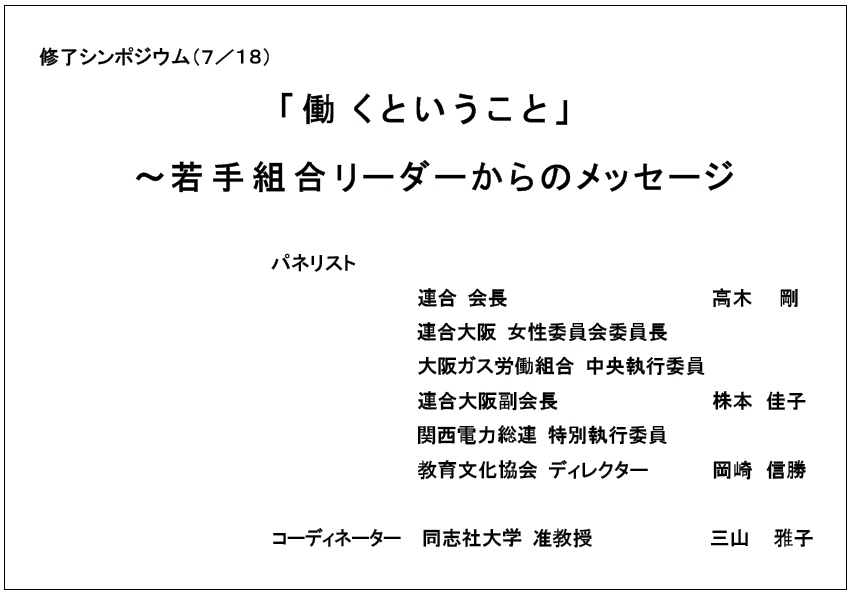 修了シンポジウム（７／１８）
「働くということ」
～若手組合リーダーからのメッセージ
パネリスト
連合 会長 高木 剛
連合大阪 女性委員会委員長
大阪ガス労働組合 中央執行委員
連合大阪副会長 株本 佳子
関西電力総連 特別執行委員
教育文化協会 ディレクター 岡崎 信勝
コーディネーター 同志社大学 准教授 三山 雅子